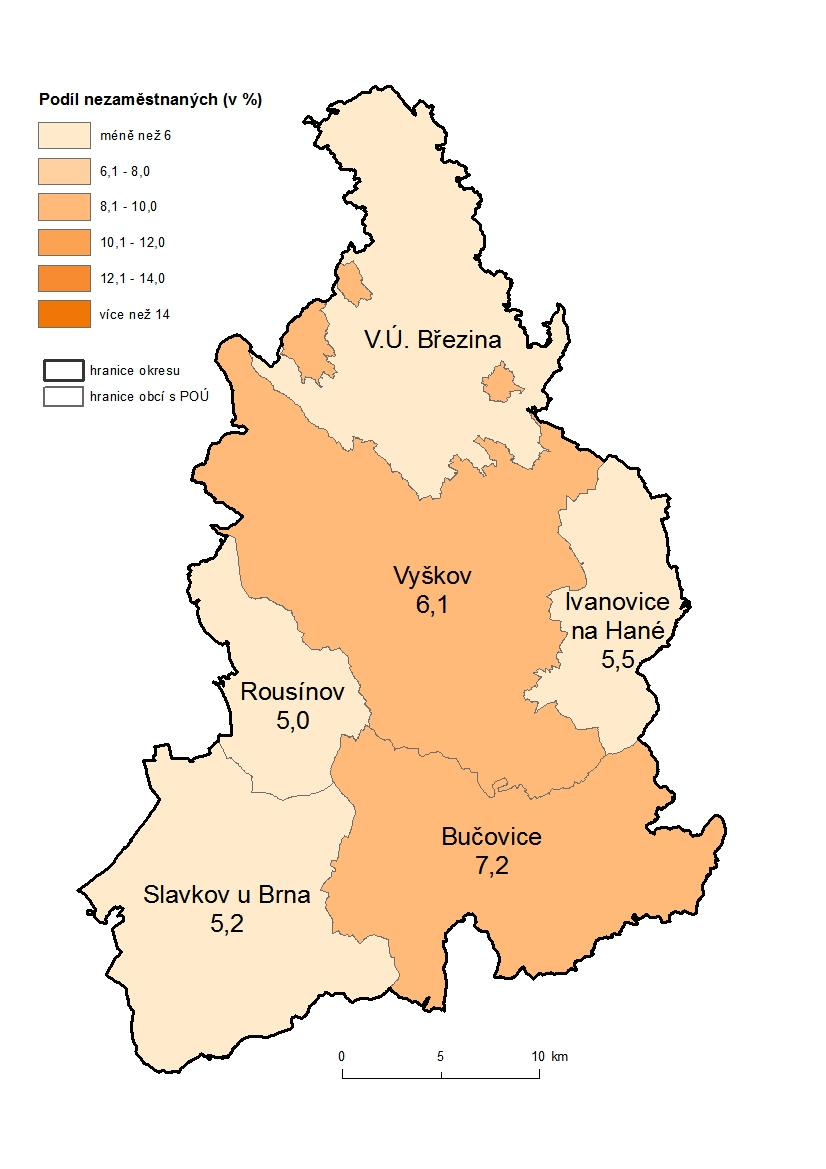 Podíl nezaměstnaných (v %)
méně než 6
6,1 - 8,0
8,1 - 10,0
10,1 - 12,0
12,1 - 14,0
více než 14
hranice okresu
hranice obcí s POÚ
V.Ú. Březina
Vyškov
6,1
Ivanovice
na Hané
5,5
Rousínov
5,0
Bučovice
7,2
Slavkov u Brna
5,2
0 5 10 km